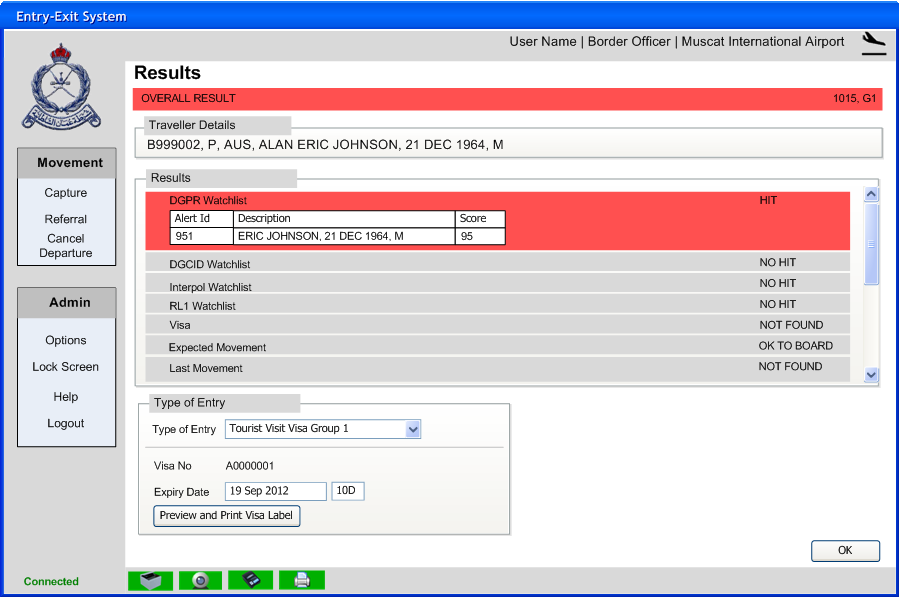 Entry-Exit System
User Name | Border Officer | Muscat International Airport
Results
OVERALL RESULT 1015, G1
Traveller Details
B999002, P, AUS, ALAN ERIC JOHNSON, 21 DEC 1964, M
Movement
Capture
Referral
Cancel
Departure
Admin
Options
Lock Screen
Help
Logout
Results
DGPR Watchlist HIT
Alert Id Description Score
951 ERIC JOHNSON, 21 DEC 1964, M 95
DGCID Watchlist NO HIT
Interpol Watchlist NO HIT
RL1 Watchlist NO HIT
Visa NOT FOUND
Expected Movement OK TO BOARD
Last Movement NOT FOUND
Type of Entry
Type of Entry Tourist Visit Visa Group 1
Visa No A0000001
Expiry Date 19 Sep 2012 10D
Preview and Print Visa Label
OK
Connected